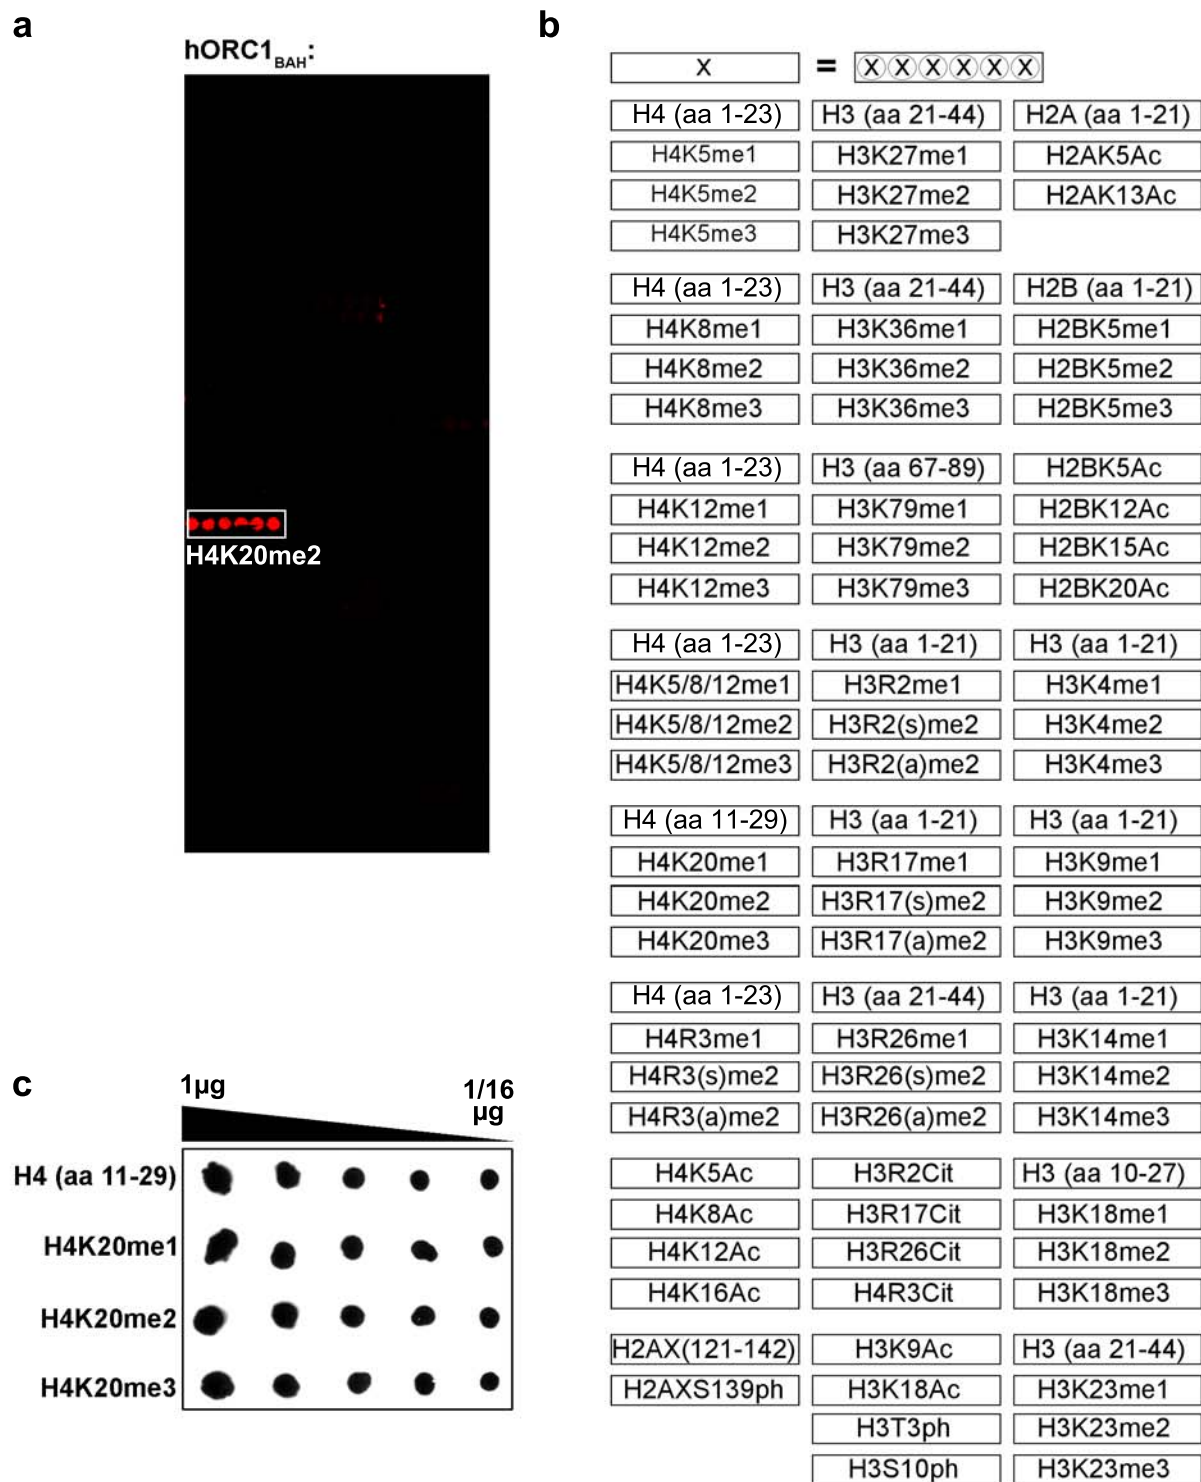 a
hORC1BAH:
H4K20me2
b
X = X X X X X X
H4 (aa 1-23) H3 (aa 21-44) H2A (aa 1-21)
H4K5me1 H3K27me1 H2AK5Ac
H4K5me2 H3K27me2 H2AK13Ac
H4K5me3 H3K27me3
H4 (aa 1-23) H3 (aa 21-44) H2B (aa 1-21)
H4K8me1 H3K36me1 H2BK5me1
H4K8me2 H3K36me2 H2BK5me2
H4K8me3 H3K36me3 H2BK5me3
H4 (aa 1-23) H3 (aa 67-89) H2BK5Ac
H4K12me1 H3K79me1 H2BK12Ac
H4K12me2 H3K79me2 H2BK15Ac
H4K12me3 H3K79me3 H2BK20Ac
H4 (aa 1-23) H3 (aa 1-21) H3 (aa 1-21)
H4K5/8/12me1 H3R2me1 H3K4me1
H4K5/8/12me2 H3R2(s)me2 H3K4me2
H4K5/8/12me3 H3R2(a)me2 H3K4me3
H4 (aa 11-29) H3 (aa 1-21) H3 (aa 1-21)
H4K20me1 H3R17me1 H3K9me1
H4K20me2 H3R17(s)me2 H3K9me2
H4K20me3 H3R17(a)me2 H3K9me3
H4 (aa 1-23) H3 (aa 21-44) H3 (aa 1-21)
H4R3me1 H3R26me1 H3K14me1
H4R3(s)me2 H3R26(s)me2 H3K14me2
H4R3(a)me2 H3R26(a)me2 H3K14me3
H4K5Ac H3R2Cit H3 (aa 10-27)
H4K8Ac H3R17Cit H3K18me1
H4K12Ac H3R26Cit H3K18me2
H4K16Ac H4R3Cit H3K18me3
H2AX(121-142) H3K9Ac H3 (aa 21-44)
H2AXS139ph H3K18Ac H3K23me1
H3T3ph H3K23me2
H3S10ph H3K23me3
c
1µg 1/16
µg
H4 (aa 11-29)
H4K20me1
H4K20me2
H4K20me3